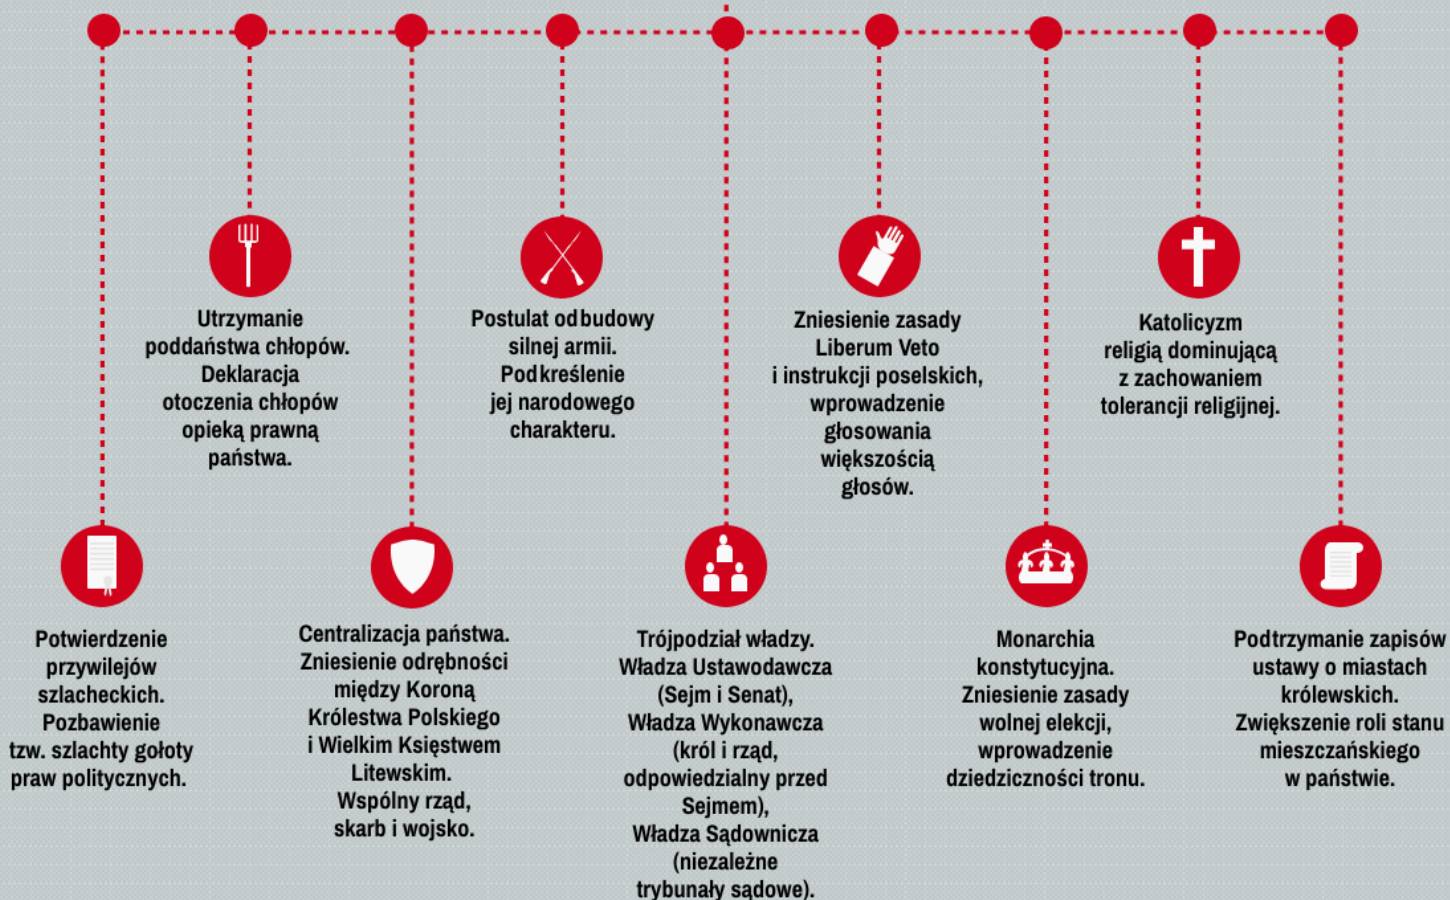 Utrzymanie
poddaństwa chłopów.
Deklaracja
otoczenia chłopów
opieką prawną
państwa.
Postulat odbudowy
silnej armii.
Podkreślenie
jej narodowego
charakteru.
Zniesienie zasady
Liberum Veto
i instrukcji poselskich,
wprowadzenie
głosowania
większością
głosów.
Katolicyzm
religią dominującą
z zachowaniem
tolerancji religijnej.
Potwierdzenie
przywilejów
szlacheckich.
Pozbawienie
tzw. szlachty gołoty
praw politycznych.
Centralizacja państwa.
Zniesienie odrębności
między Koroną
Królestwa Polskiego
i Wielkim Księstwem
Litewskim.
Wspólny rząd,
skarb i wojsko.
Trójpodział władzy.
Władza Ustawodawcza
(Sejm i Senat),
Władza Wykonawcza
(król i rząd,
odpowiedzialny przed
Sejmem),
Władza Sądownicza
(niezależne
trybunały sądowe).
Monarchia
konstytucyjna.
Zniesienie zasady
wolnej elekcji,
wprowadzenie
dziedziczności tronu.
Podtrzymanie zapisów
ustawy o miastach
królewskich.
Zwiększenie roli stanu
mieszczańskiego
w państwie.